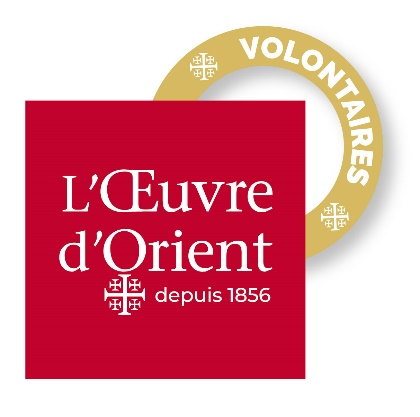 VOLONTAIRES
L'Œuvre
d'Orient
depuis 1856